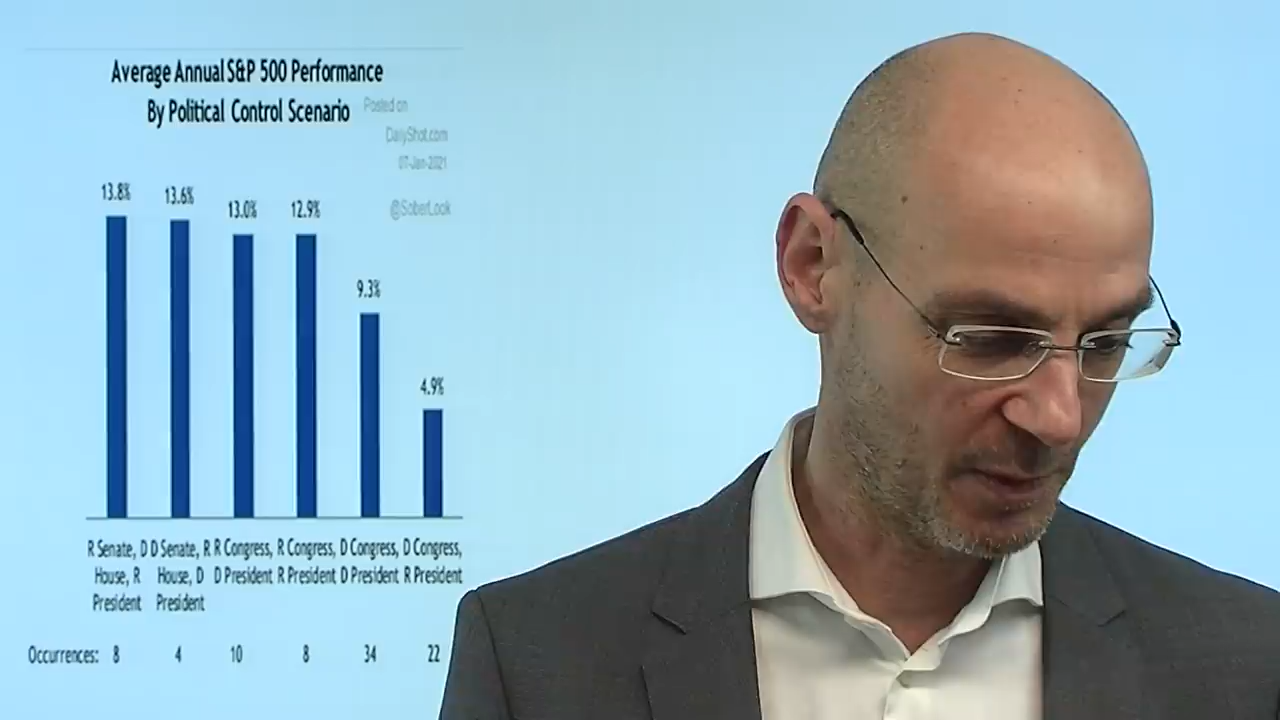 Average Annual S&P 500 Performance
By Political Control Scenario
Posted on
DailyShot.com
07-Jan-2021
@SoberLook
13.8%
13.6%
13.0%
12.9%
9.3%
4.9%
R Senate, D House, R President
D Senate, R House, D President
R Congress, D President
R Congress, R President
D Congress, D President
D Congress, R President
Occurrences: 8 4 10 8 34 22